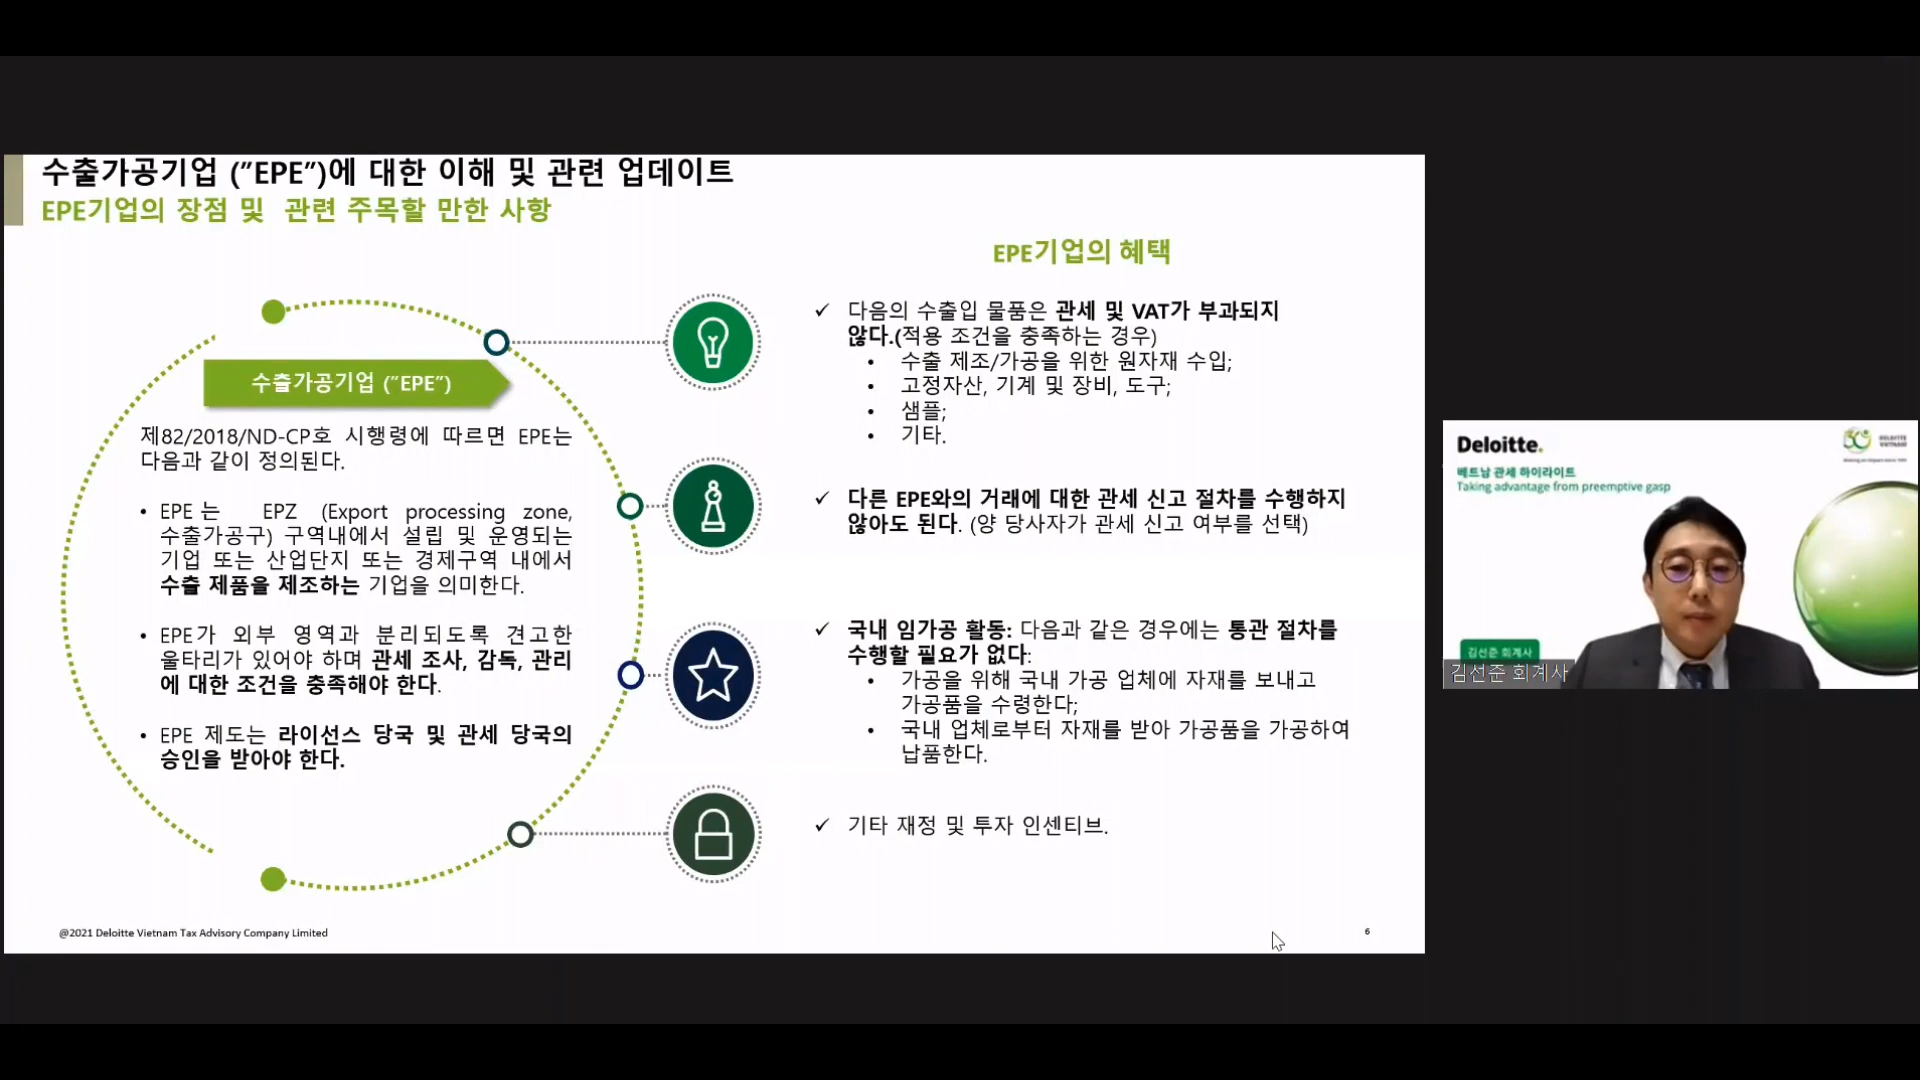 수출가공기업 (”EPE”)에 대한 이해 및 관련 업데이트
EPE기업의 장점 및 관련 주목할 만한 사항
수출가공기업 (”EPE”)
제82/2018/ND-CP호 시행령에 따르면 EPE는
다음과 같이 정의된다.
• EPE 는 EPZ (Export processing zone,
수출가공구) 구역내에서 설립 및 운영되는
기업 또는 산업단지 또는 경제구역 내에서
수출 제품을 제조하는 기업을 의미한다.
• EPE가 외부 영역과 분리되도록 견고한
울타리가 있어야 하며 관세 조사, 감독, 관리
에 대한 조건을 충족해야 한다.
• EPE 제도는 라이선스 당국 및 관세 당국의
승인을 받아야 한다.
EPE기업의 혜택
✓ 다음의 수출입 물품은 관세 및 VAT가 부과되지
않다.(적용 조건을 충족하는 경우)
• 수출 제조/가공을 위한 원자재 수입;
• 고정자산, 기계 및 장비, 도구;
• 샘플;
• 기타.
✓ 다른 EPE와의 거래에 대한 관세 신고 절차를 수행하지
않아도 된다. (양 당사자가 관세 신고 여부를 선택)
✓ 국내 임가공 활동: 다음과 같은 경우에는 통관 절차를
수행할 필요가 없다:
• 가공을 위해 국내 가공 업체에 자재를 보내고
가공품을 수령한다;
• 국내 업체로부터 자재를 받아 가공품을 가공하여
납품한다.
✓ 기타 재정 및 투자 인센티브.
@2021 Deloitte Vietnam Tax Advisory Company Limited
6
Deloitte.
DELOITTE
VIETNAM
베트남 관세 하이라이트
Taking advantage from preemptive gasp
김선준 회계사
김선준 회계사